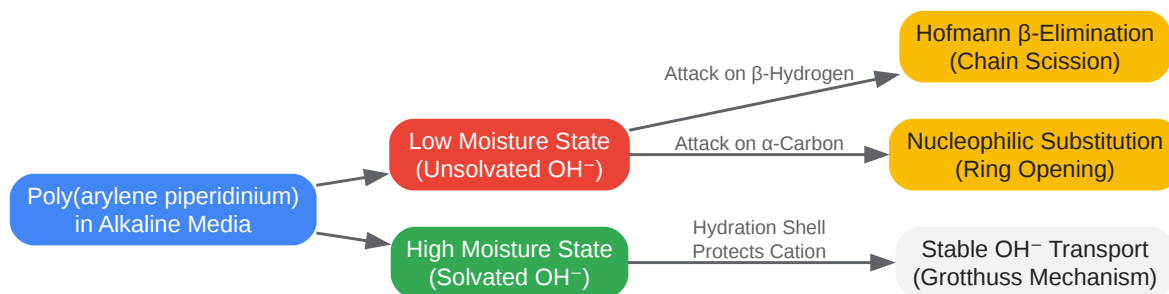 Poly(arylene piperidinium)
in Alkaline Media
Low Moisture State
(Unsolvated OH⁻)
High Moisture State
(Solvated OH⁻)
Attack on β-Hydrogen
Attack on α-Carbon
Hydration Shell
Protects Cation
Hofmann β-Elimination
(Chain Scission)
Nucleophilic Substitution
(Ring Opening)
Stable OH⁻ Transport
(Grotthuss Mechanism)